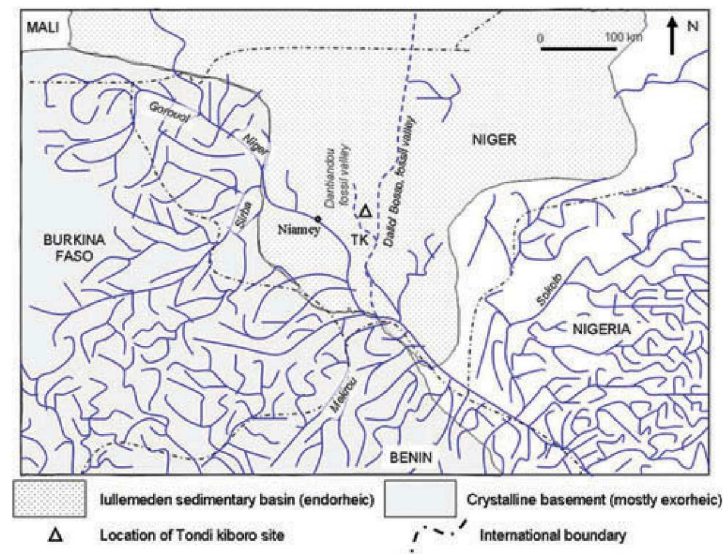 MALI
0 100 km
N
Gorouol
Niger
Dantiandou
fossil valley
Dallol Bosso, fossil valley
NIGER
Sirba
Niamey
TK
BURKINA
FASO
Sokoto
NIGERIA
Mekrou
BENIN
Iullemeden sedimentary basin (endorheic)
Crystalline basement (mostly exorheic)
Location of Tondi kiboro site
International boundary